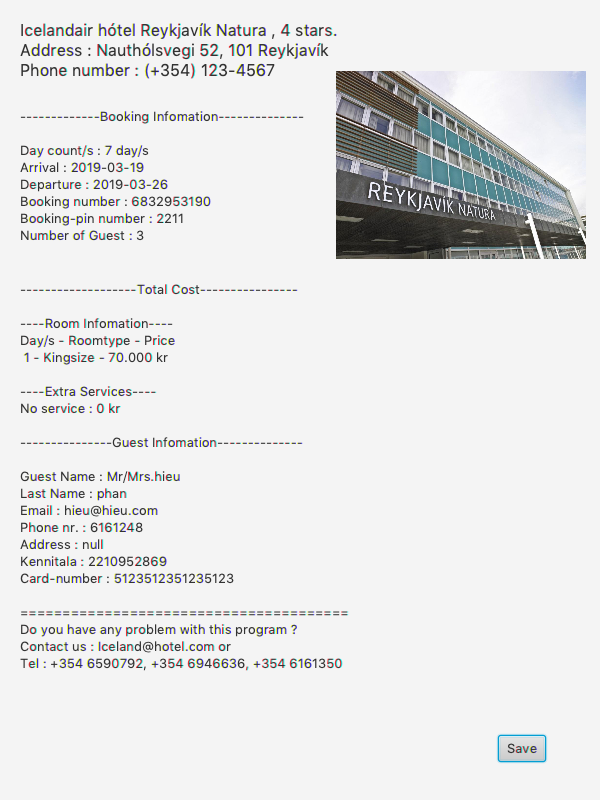 Icelandair hótel Reykjavík Natura , 4 stars.
Address : Nauthólsvegi 52, 101 Reykjavík
Phone number : (+354) 123-4567
-------------Booking Infomation--------------
Day count/s : 7 day/s
Arrival : 2019-03-19
Departure : 2019-03-26
Booking number : 6832953190
Booking-pin number : 2211
Number of Guest : 3
REYKJAVÍK NATURA
-------------------Total Cost----------------
----Room Infomation----
Day/s - Roomtype - Price
1 - Kingsize - 70.000 kr
----Extra Services----
No service : 0 kr
---------------Guest Infomation--------------
Guest Name : Mr/Mrs.hieu
Last Name : phan
Email : hieu@hieu.com
Phone nr. : 6161248
Address : null
Kennitala : 2210952869
Card-number : 5123512351235123
=======================================
Do you have any problem with this program ?
Contact us : Iceland@hotel.com or
Tel : +354 6590792, +354 6946636, +354 6161350
Save